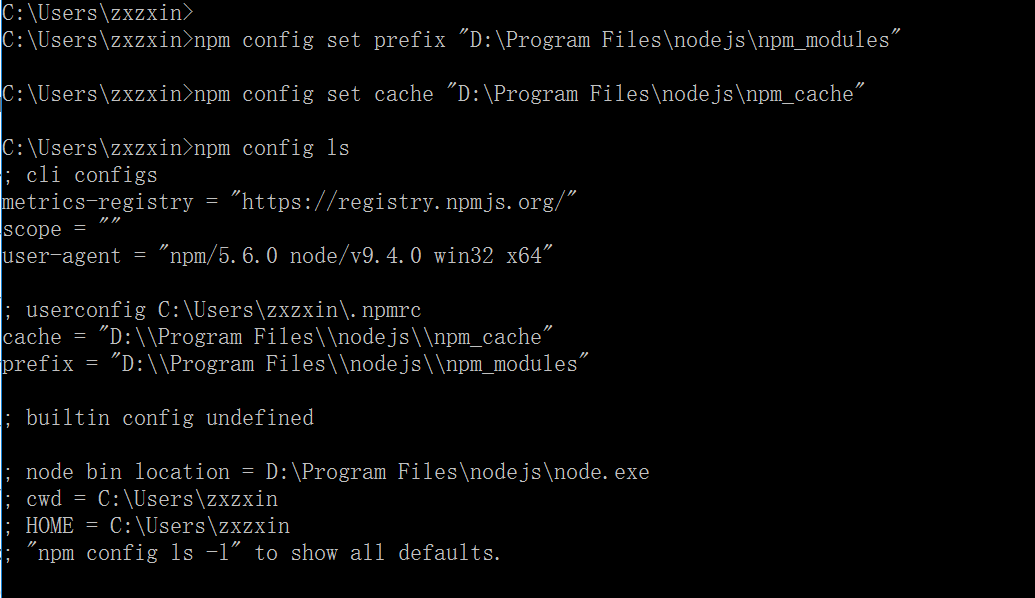 C:\Users\zxzxin>
C:\Users\zxzxin>npm config set prefix "D:\Program Files\nodejs\npm_modules"
C:\Users\zxzxin>npm config set cache "D:\Program Files\nodejs\npm_cache"
C:\Users\zxzxin>npm config ls
; cli configs
metrics-registry = "https://registry.npmjs.org/"
scope = ""
user-agent = "npm/5.6.0 node/v9.4.0 win32 x64"
; userconfig C:\Users\zxzxin\.npmrc
cache = "D:\\Program Files\\nodejs\\npm_cache"
prefix = "D:\\Program Files\\nodejs\\npm_modules"
; builtin config undefined
; node bin location = D:\Program Files\nodejs\node.exe
; cwd = C:\Users\zxzxin
; HOME = C:\Users\zxzxin
; "npm config ls -l" to show all defaults.